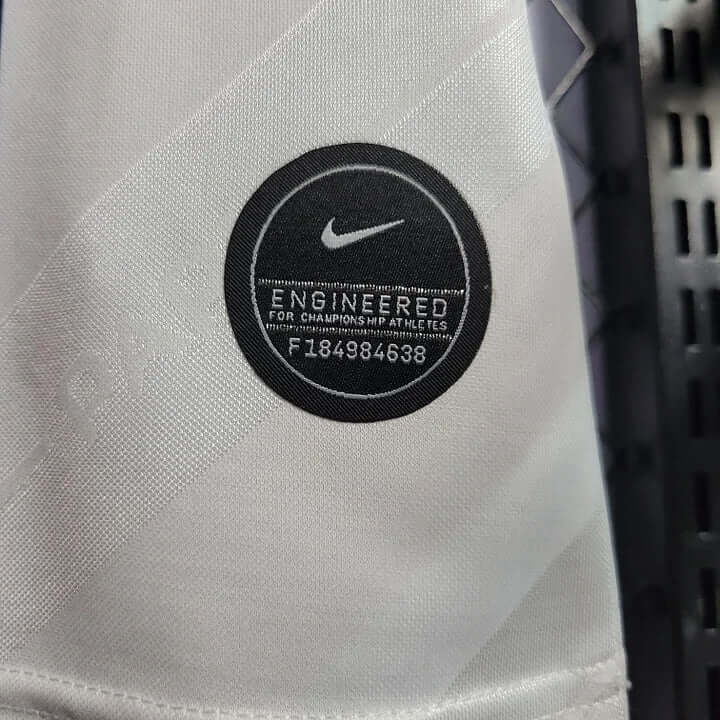 ENGINEERED
FOR CHAMPIONSHIP ATHLETES
F184984638